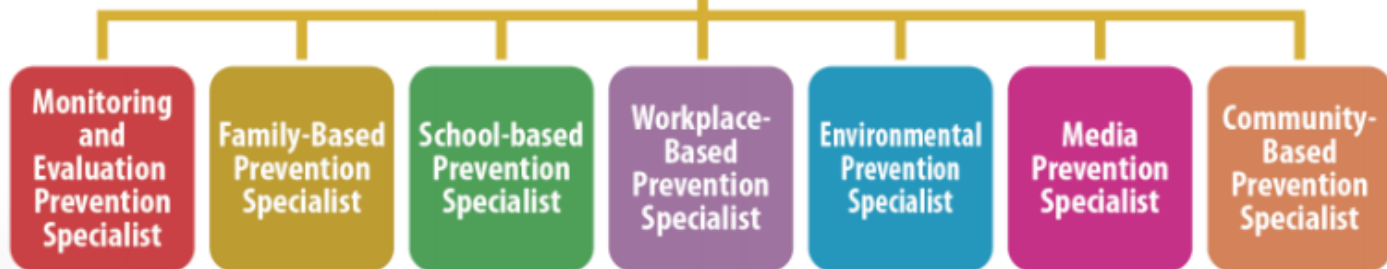 Monitoring
and
Evaluation
Prevention
Specialist
Family-Based
Prevention
Specialist
School-based
Prevention
Specialist
Workplace-
Based
Prevention
Specialist
Environmental
Prevention
Specialist
Media
Prevention
Specialist
Community-
Based
Prevention
Specialist